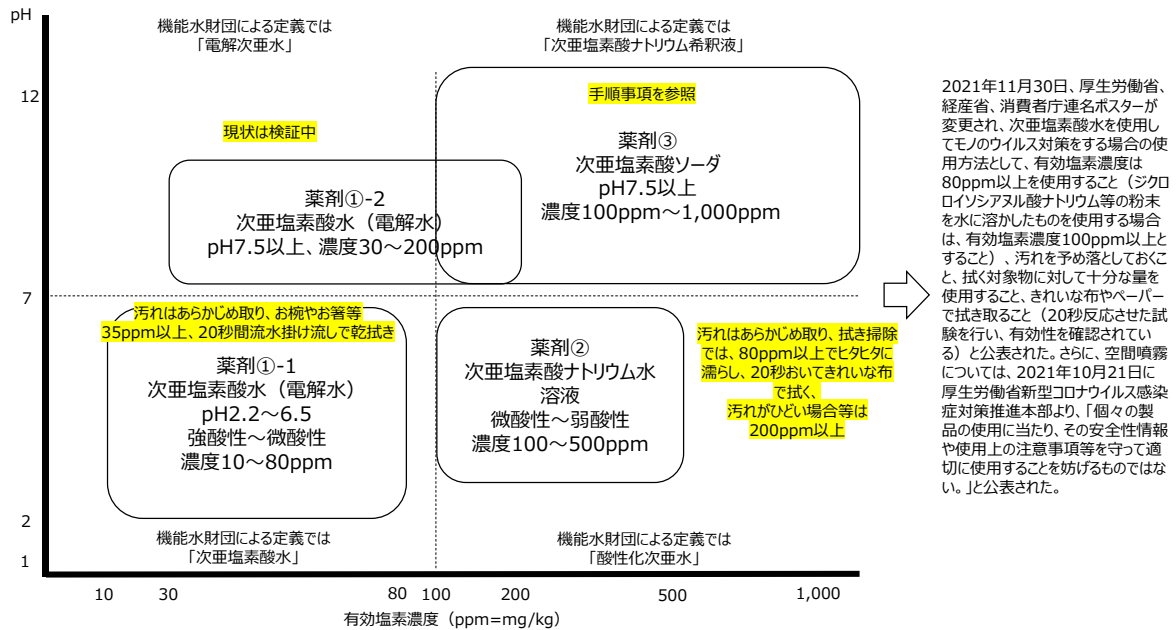 pH
機能水財団による定義では
「電解次亜水」
機能水財団による定義では
「次亜塩素酸ナトリウム希釈液」
12
手順事項を参照
現状は検証中
薬剤③
次亜塩素酸ソーダ
pH7.5以上
濃度100ppm～1,000ppm
薬剤①-2
次亜塩素酸水（電解水）
pH7.5以上、濃度30～200ppm
7
汚れはあらかじめ取り、お椀やお箸等
35ppm以上、20秒間流水掛け流しで乾拭き
薬剤①-1
次亜塩素酸水（電解水）
pH2.2～6.5
強酸性～微酸性
濃度10～80ppm
薬剤②
次亜塩素酸ナトリウム水
溶液
微酸性～弱酸性
濃度100～500ppm
汚れはあらかじめ取り、拭き掃除
では、80ppm以上でヒタヒタに
濡らし、20秒おいてきれいな布
で拭く、
汚れがひどい場合等は
200ppm以上
2
1
機能水財団による定義では
「次亜塩素酸水」
機能水財団による定義では
「酸性化次亜水」
10 30 80 100 200 500 1,000
有効塩素濃度（ppm=mg/kg）
2021年11月30日、厚生労働省、
経産省、消費者庁連名ポスターが
変更され、次亜塩素酸水を使用し
てモノのウイルス対策をする場合の使
用方法として、有効塩素濃度は
80ppm以上を使用すること（ジクロ
ロイソシアヌル酸ナトリウム等の粉末
を水に溶かしたものを使用する場合
は、有効塩素濃度100ppm以上と
すること）、汚れを予め落としておくこ
と、拭く対象物に対して十分な量を
使用すること、きれいな布やペーパー
で拭き取ること（20秒反応させた試
験を行い、有効性を確認されてい
る）と公表された。さらに、空間噴霧
については、2021年10月21日に
厚生労働省新型コロナウイルス感染
症対策推進本部より、「個々の製
品の使用に当たり、その安全性情報
や使用上の注意事項等を守って適
切に使用することを妨げるものではな
い。」と公表された。